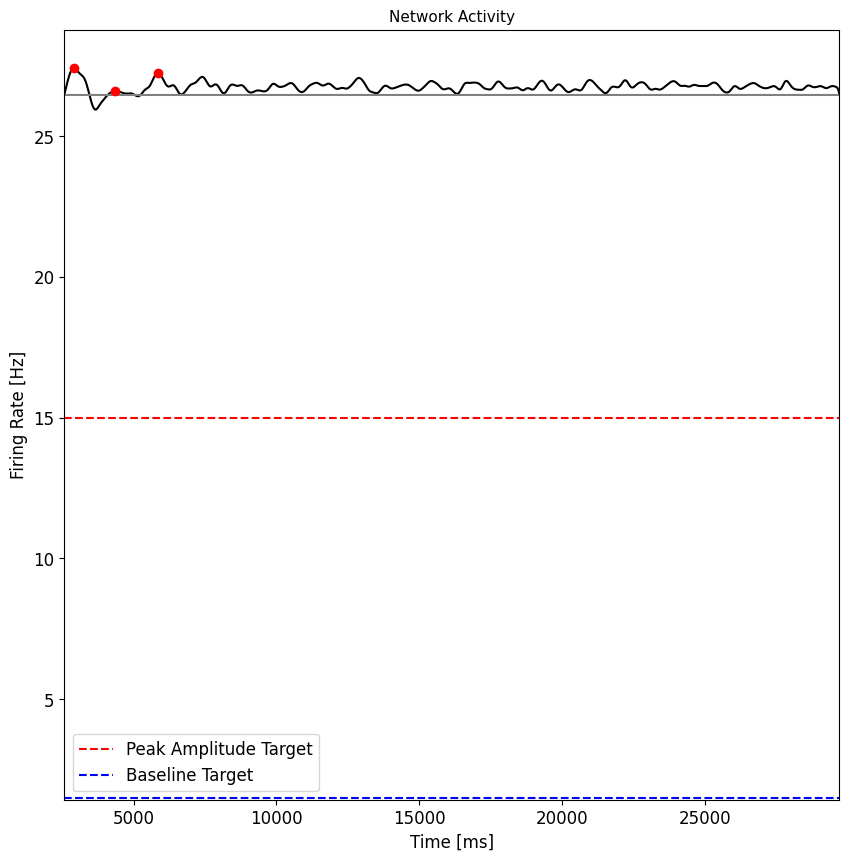 Network Activity
Firing Rate [Hz]
25
20
15
10
5
Peak Amplitude Target
Baseline Target
5000 10000 15000 20000 25000
Time [ms]